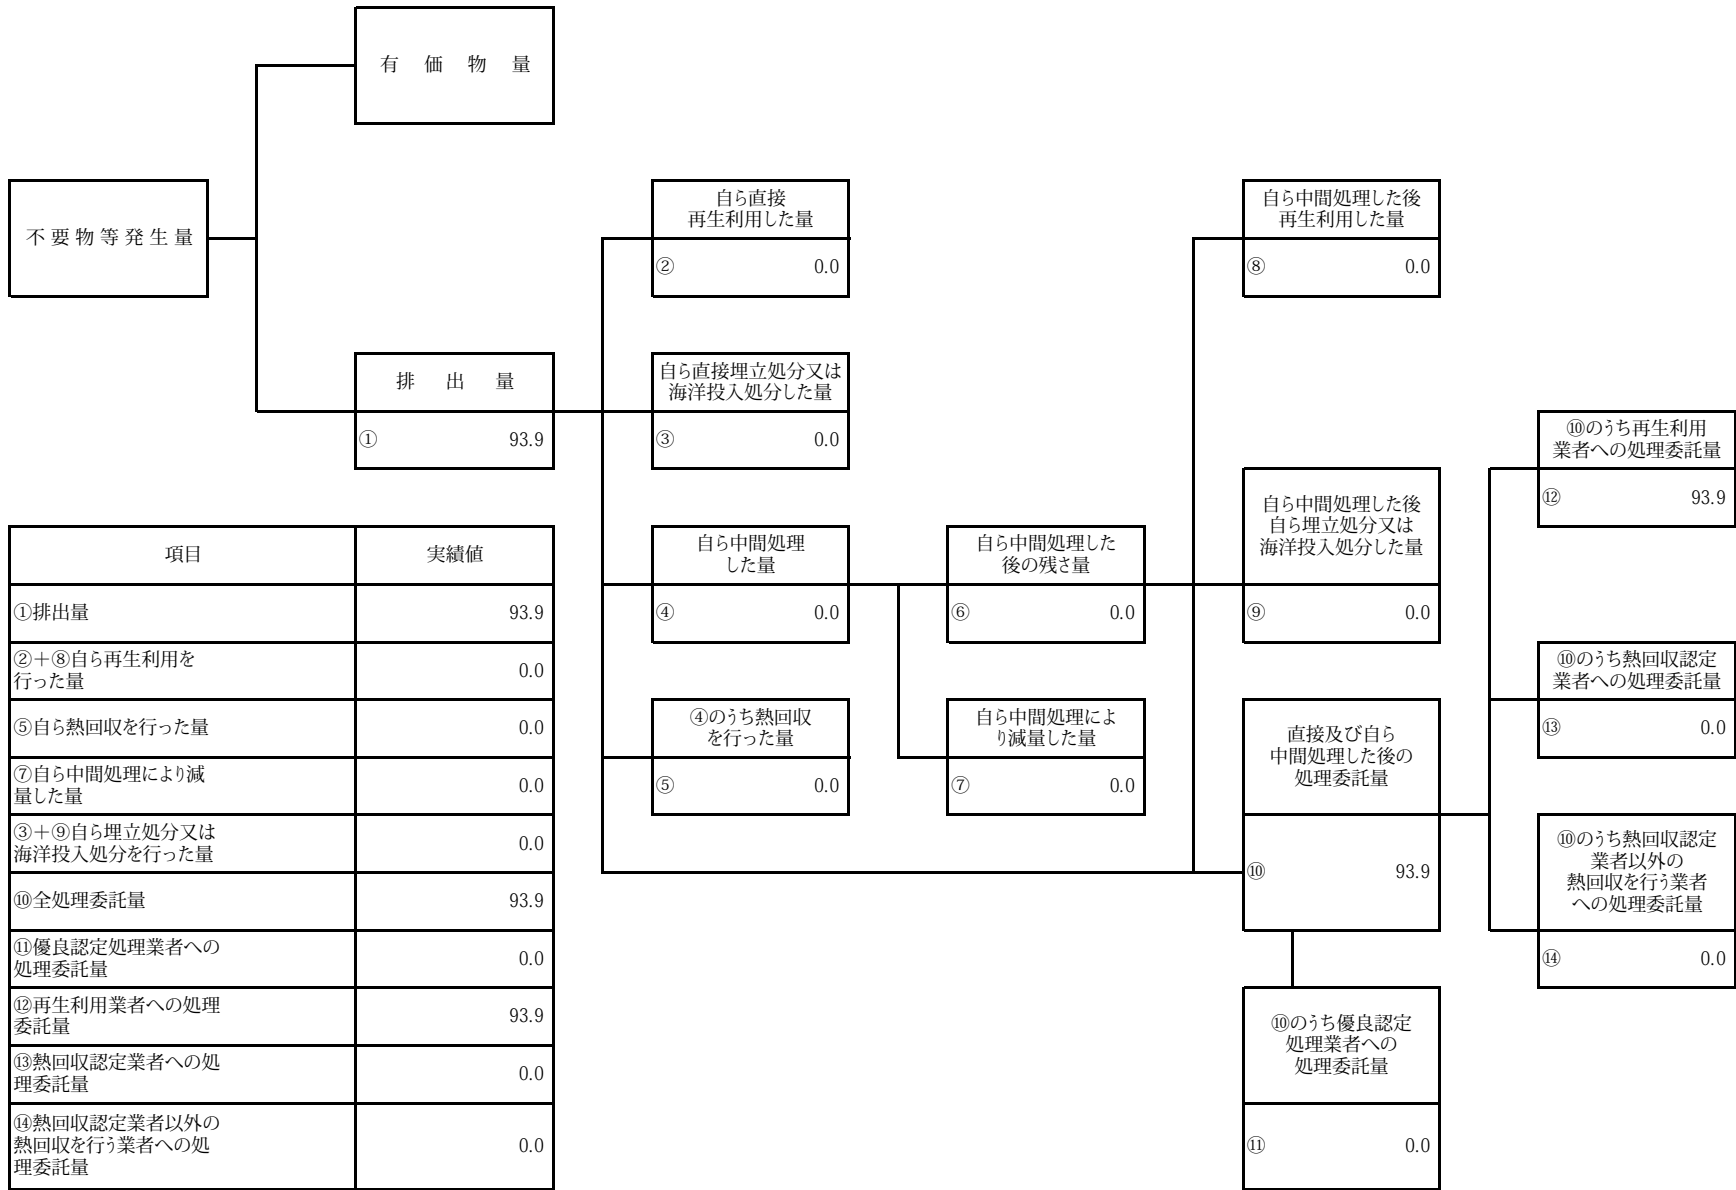 有価物量
不要物等発生量
自ら直接
再生利用した量
② 0.0
自ら中間処理した後
再生利用した量
⑧ 0.0
排出量
① 93.9
自ら直接埋立処分又は
海洋投入処分した量
③ 0.0
⑩のうち再生利用
業者への処理委託量
⑫ 93.9
自ら中間処理
した量
④ 0.0
自ら中間処理した
後の残さ量
⑥ 0.0
自ら中間処理した後
自ら埋立処分又は
海洋投入処分した量
⑨ 0.0
⑩のうち熱回収認定
業者への処理委託量
⑬ 0.0
④のうち熱回収
を行った量
⑤ 0.0
自ら中間処理によ
り減量した量
⑦ 0.0
直接及び自ら
中間処理した後の
処理委託量
⑩ 93.9
⑩のうち熱回収認定
業者以外の
熱回収を行う業者
への処理委託量
⑭ 0.0
⑩のうち優良認定
処理業者への
処理委託量
⑪ 0.0
項目 実績値
①排出量 93.9
②+⑧自ら再生利用を
行った量 0.0
⑤自ら熱回収を行った量 0.0
⑦自ら中間処理により減
量した量 0.0
③+⑨自ら埋立処分又は
海洋投入処分を行った量 0.0
⑩全処理委託量 93.9
⑪優良認定処理業者への
処理委託量 0.0
⑫再生利用業者への処理
委託量 93.9
⑬熱回収認定業者への処
理委託量 0.0
⑭熱回収認定業者以外の
熱回収を行う業者への処
理委託量 0.0